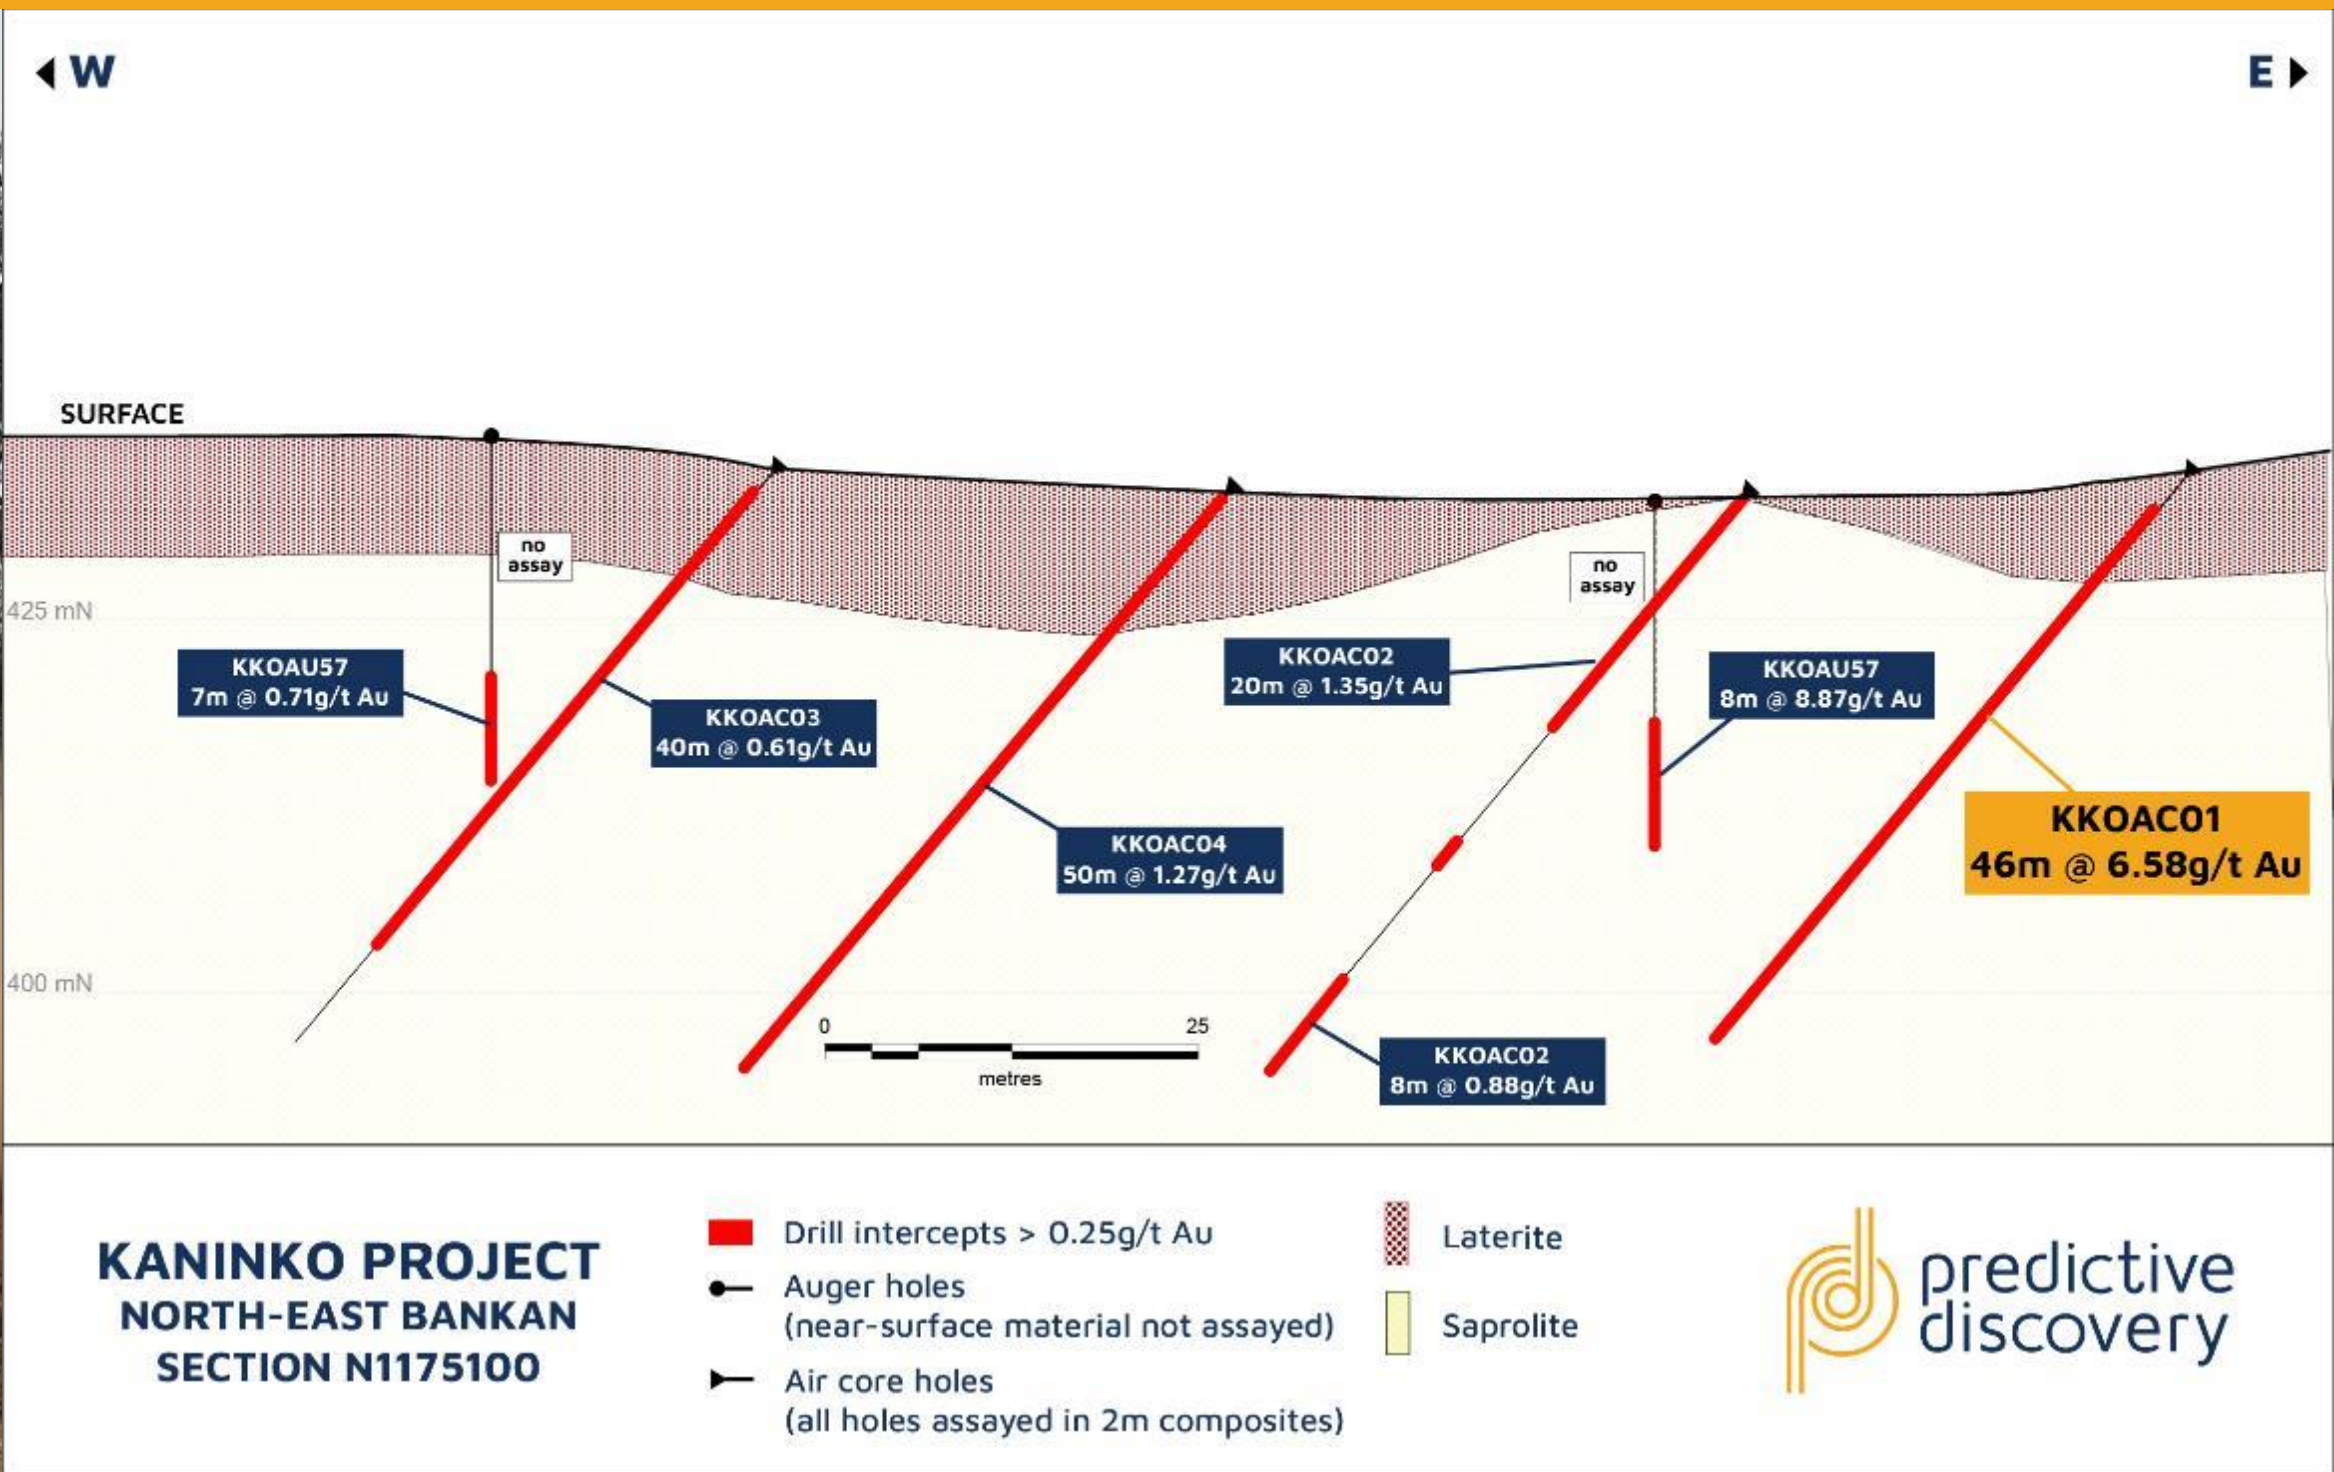 W
E
SURFACE
no
assay
no
assay
425 mN
KKOAU57
7m @ 0.71g/t Au
KKOAC03
40m @ 0.61g/t Au
KKOAC02
20m @ 1.35g/t Au
KKOAU57
8m @ 8.87g/t Au
KKOAC04
50m @ 1.27g/t Au
KKOAC01
46m @ 6.58g/t Au
400 mN
0
25
metres
KKOAC02
8m @ 0.88g/t Au
KANINKO PROJECT
NORTH-EAST BANKAN
SECTION N1175100
Drill intercepts > 0.25g/t Au
Auger holes
(near-surface material not assayed)
Air core holes
(all holes assayed in 2m composites)
Laterite
Saprolite
predictive
discovery